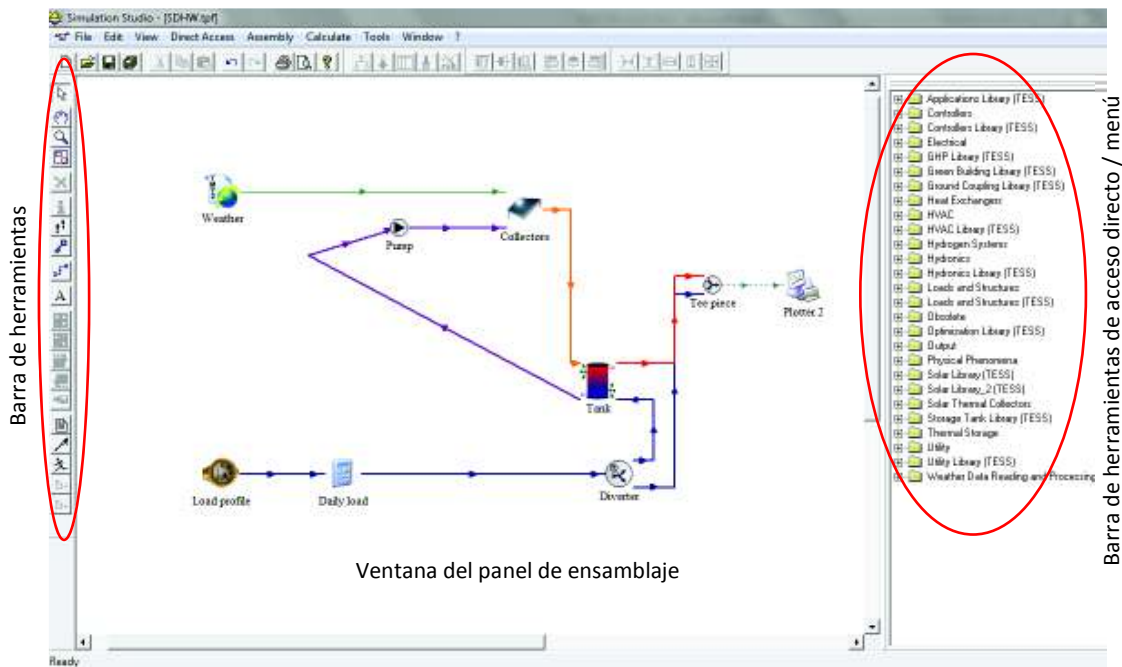 Simulation Studio - [SDHW.tpf]
File Edit View Direct Access Assembly Calculate Tools Window ?
Barra de herramientas
A
Weather
Pump
Collectors
Tee piece
Plotter 2
Tank
Load profile
Daily load
Diverter
Ventana del panel de ensamblaje
Applications Library (TESS)
Controllers
Controllers Library (TESS)
Electrical
GHP Library (TESS)
Green Building Library (TESS)
Ground Coupling Library (TESS)
Heat Exchangers
HVAC
HVAC Library (TESS)
Hydrogen Systems
Hydronics
Hydronics Library (TESS)
Loads and Structures
Loads and Structures (TESS)
Obsolete
Optimization Library (TESS)
Output
Physical Phenomena
Solar Library (TESS)
Solar Library_2 (TESS)
Solar Thermal Collectors
Storage Tank Library (TESS)
Thermal Storage
Utility
Utility Library (TESS)
Weather Data Reading and Processing
Barra de herramientas de acceso directo / menú
Ready